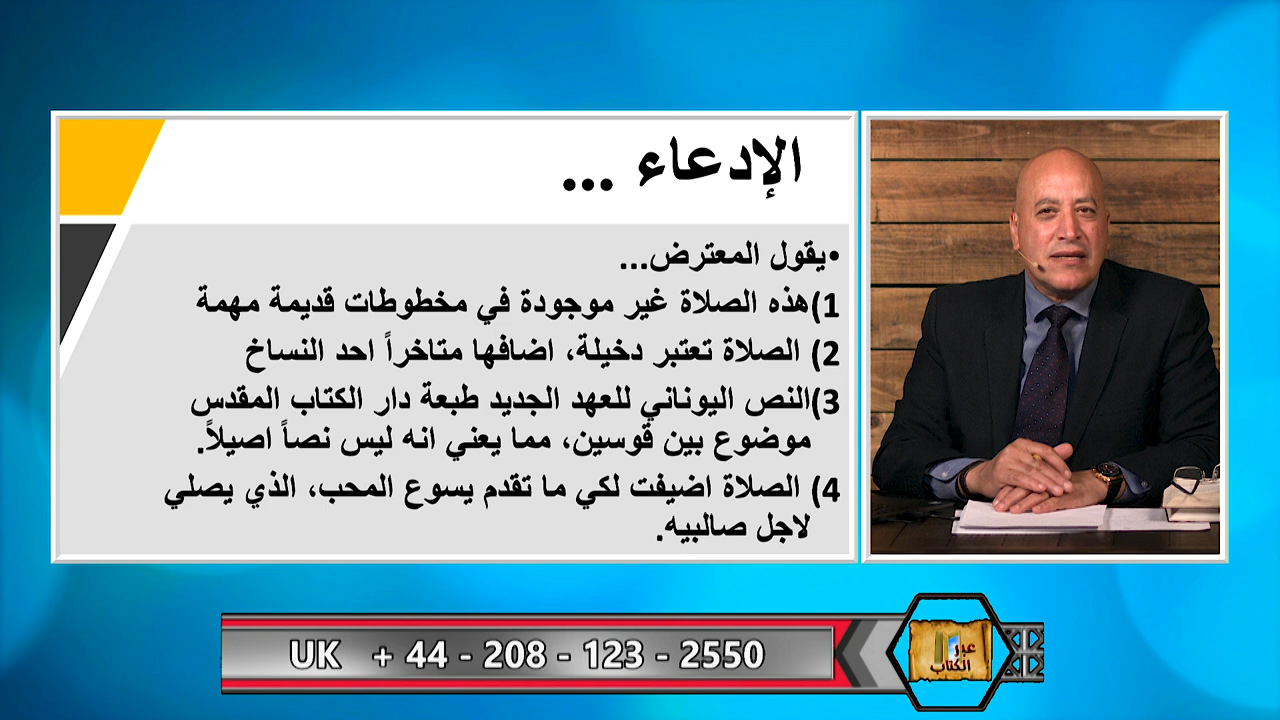 الإدعاء ...
•يقول المعترض...
1)هذه الصلاة غير موجودة في مخطوطات قديمة مهمة
2) الصلاة تعتبر دخيلة، اضافها متاخراً احد النساخ
3)النص اليوناني للعهد الجديد طبعة دار الكتاب المقدس
موضوع بين قوسين، مما يعني انه ليس نصاً اصيلاً.
4) الصلاة اضيفت لكي ما تقدم يسوع المحب، الذي يصلي
لاجل صالبيه.
UK + 44 - 208 - 123 - 2550
عبر
الكتاب